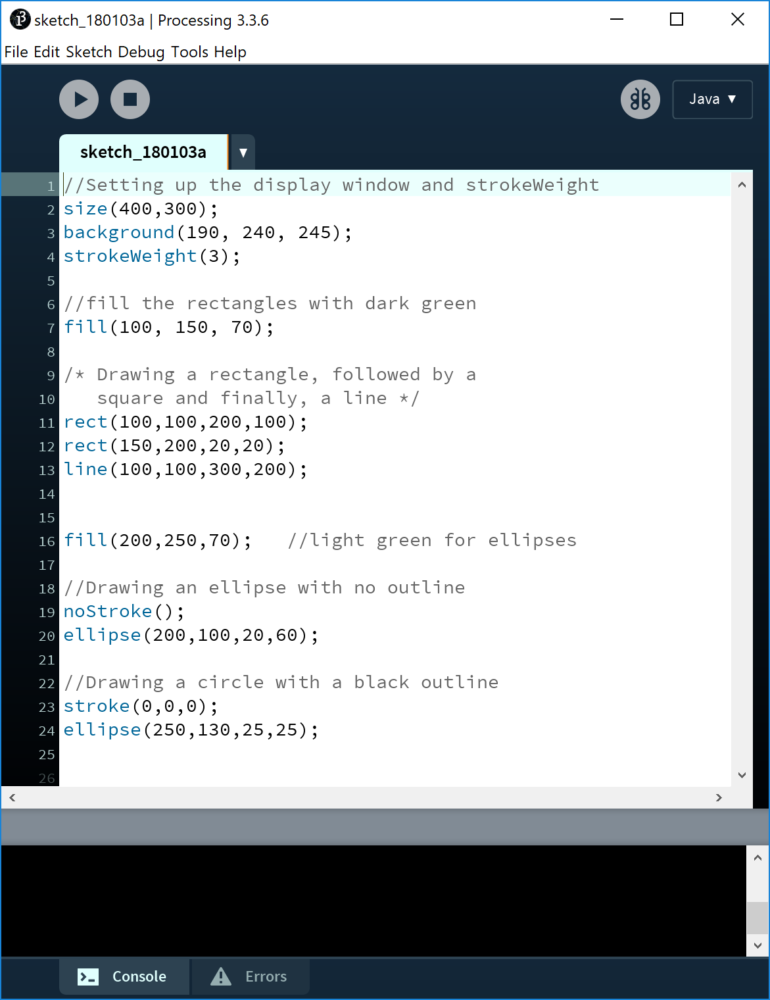 sketch_180103a | Processing 3.3.6
File Edit Sketch Debug Tools Help
Java ▼
sketch_180103a ▼
1 //Setting up the display window and strokeWeight
2 size(400,300);
3 background(190, 240, 245);
4 strokeWeight(3);
5
6 //fill the rectangles with dark green
7 fill(100, 150, 70);
8
9 /* Drawing a rectangle, followed by a
10    square and finally, a line */
11 rect(100,100,200,100);
12 rect(150,200,20,20);
13 line(100,100,300,200);
14
15
16 fill(200,250,70);   //light green for ellipses
17
18 //Drawing an ellipse with no outline
19 noStroke();
20 ellipse(200,100,20,60);
21
22 //Drawing a circle with a black outline
23 stroke(0,0,0);
24 ellipse(250,130,25,25);
25
26
Console Errors